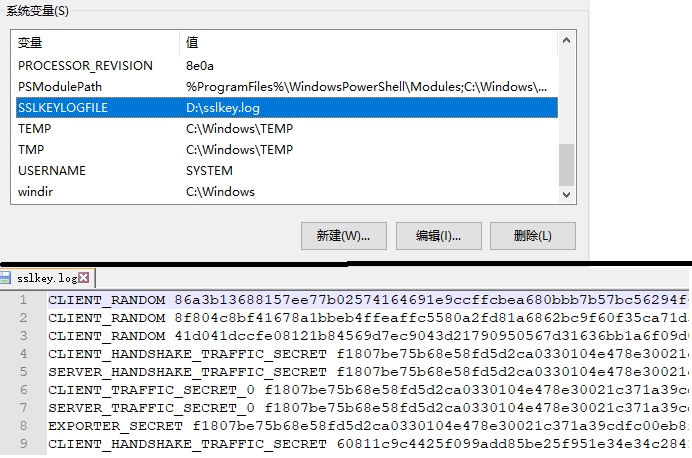 系统变量(S)
变量 值
PROCESSOR_REVISION 8e0a
PSModulePath %ProgramFiles%\WindowsPowerShell\Modules;C:\Windows\...
SSLKEYLOGFILE D:\sslkey.log
TEMP C:\Windows\TEMP
TMP C:\Windows\TEMP
USERNAME SYSTEM
windir C:\Windows
新建(W)... 编辑(I)... 删除(L)
sslkey.log
1 CLIENT_RANDOM 86a3b13688157ee77b02574164691e9ccffcbea680bbb7b57bc56294f
2 CLIENT_RANDOM 8f804c8bf41678a1bbeb4ffeaffc5580a2fd81a6862bc9f60f35ca71d
3 CLIENT_RANDOM 41d041dccfe08121b84569d7ec9043d21790950567d31636bb1a6f09d
4 CLIENT_HANDSHAKE_TRAFFIC_SECRET f1807be75b68e58fd5d2ca0330104e478e30021
5 SERVER_HANDSHAKE_TRAFFIC_SECRET f1807be75b68e58fd5d2ca0330104e478e30021
6 CLIENT_TRAFFIC_SECRET_0 f1807be75b68e58fd5d2ca0330104e478e30021c371a39c
7 SERVER_TRAFFIC_SECRET_0 f1807be75b68e58fd5d2ca0330104e478e30021c371a39c
8 EXPORTER_SECRET f1807be75b68e58fd5d2ca0330104e478e30021c371a39cdfc00eb8
9 CLIENT_HANDSHAKE_TRAFFIC_SECRET 60811c9c4425f099add85be25f951e34e34c284